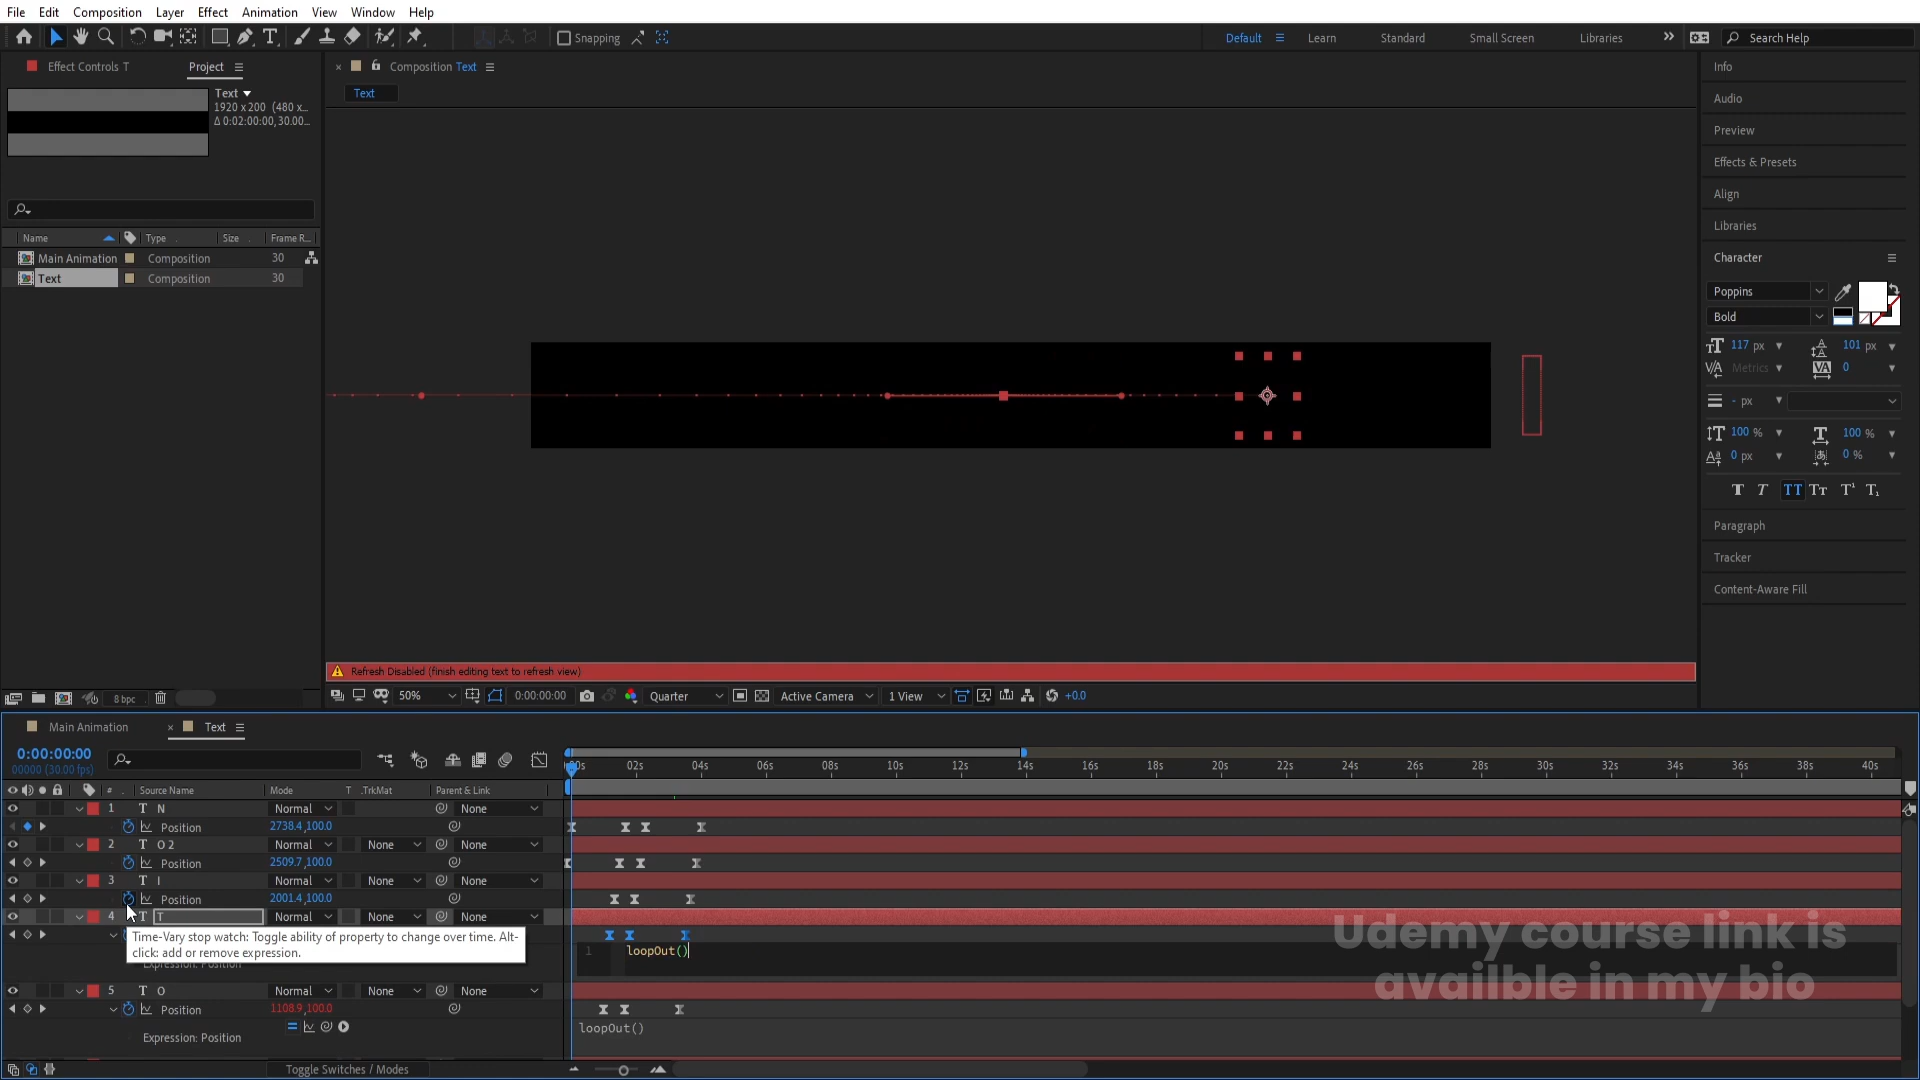 File Edit Composition Layer Effect Animation View Window Help
Snapping
Default Learn Standard Small Screen Libraries Search Help
Effect Controls T Project
Text
1920 x 200 (480 x...
Δ 0:02:00:00, 30.00...
Name Type Size Frame R...
Main Animation Composition 30
Text Composition 30
8 bpc
Composition Text
Text
Refresh Disabled (finish editing text to refresh view)
50% 0:00:00:00 Quarter Active Camera 1 View +0.0
Info
Audio
Preview
Effects & Presets
Align
Libraries
Character
Poppins
Bold
117 px 101 px
Metrics 0
- px
100 % 100 %
0 px 0 %
T T TT Tт T¹ T₁
Paragraph
Tracker
Content-Aware Fill
Main Animation Text
0:00:00:00
00000 (30.00 fps)
:00s 02s 04s 06s 08s 10s 12s 14s 16s 18s 20s 22s 24s 26s 28s 30s 32s 34s 36s 38s 40s
# Source Name Mode T .TrkMat Parent & Link
1 T N Normal None
Position 2738.4,100.0
2 T O 2 Normal None None
Position 2509.7,100.0
3 T I Normal None None
Position 2001.4,100.0
4 T T Normal None None
Time-Vary stop watch: Toggle ability of property to change over time. Alt-
click: add or remove expression.
Expression: Position
1 loopOut()
5 T O Normal None None
Position 1108.9,100.0
Expression: Position
loopOut()
Toggle Switches / Modes
Udemy course link is
availble in my bio